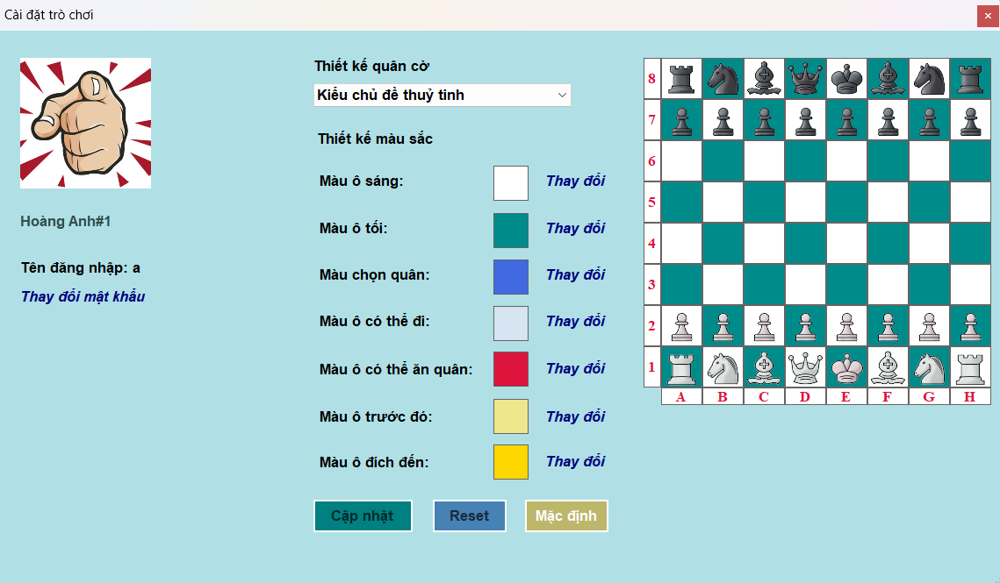 Cài đặt trò chơi
Hoàng Anh#1
Tên đăng nhập: a
Thay đổi mật khẩu
Thiết kế quân cờ
Kiểu chủ đề thuỷ tinh
Thiết kế màu sắc
Màu ô sáng: Thay đổi
Màu ô tối: Thay đổi
Màu chọn quân: Thay đổi
Màu ô có thể đi: Thay đổi
Màu ô có thể ăn quân: Thay đổi
Màu ô trước đó: Thay đổi
Màu ô đích đến: Thay đổi
Cập nhật Reset Mặc định
8
7
6
5
4
3
2
1
A B C D E F G H